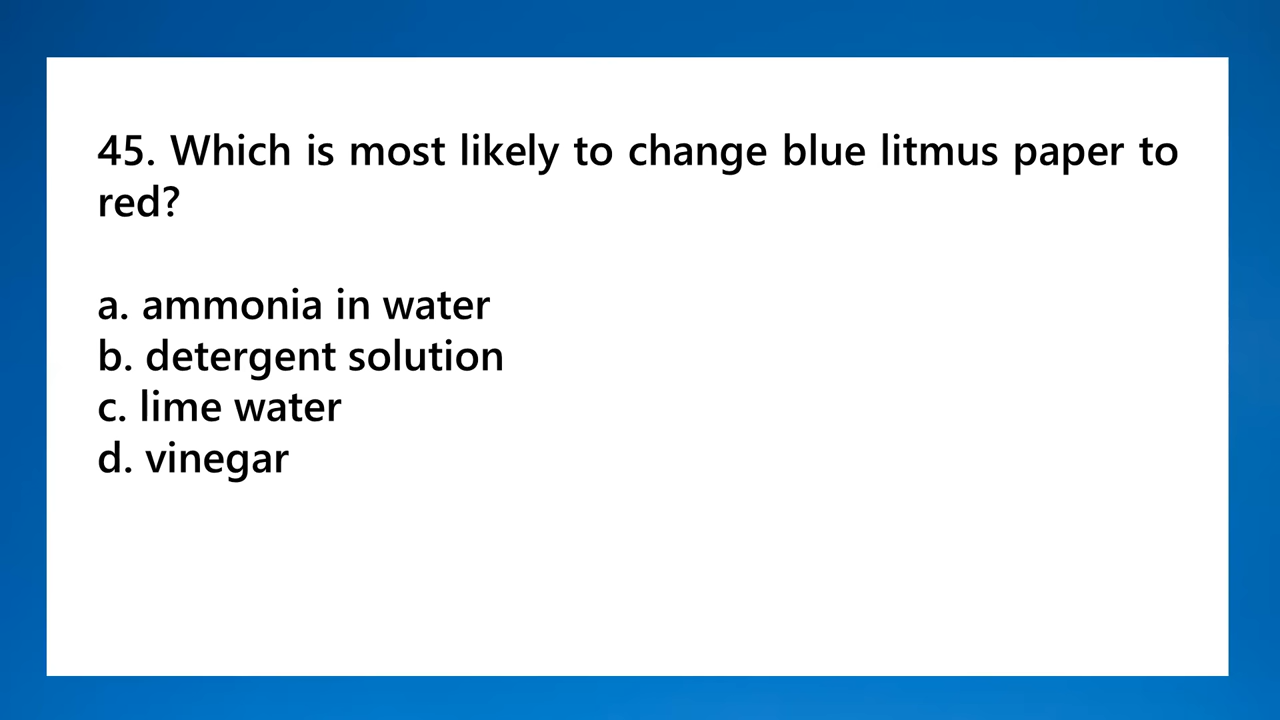 45. Which is most likely to change blue litmus paper to
red?
a. ammonia in water
b. detergent solution
c. lime water
d. vinegar